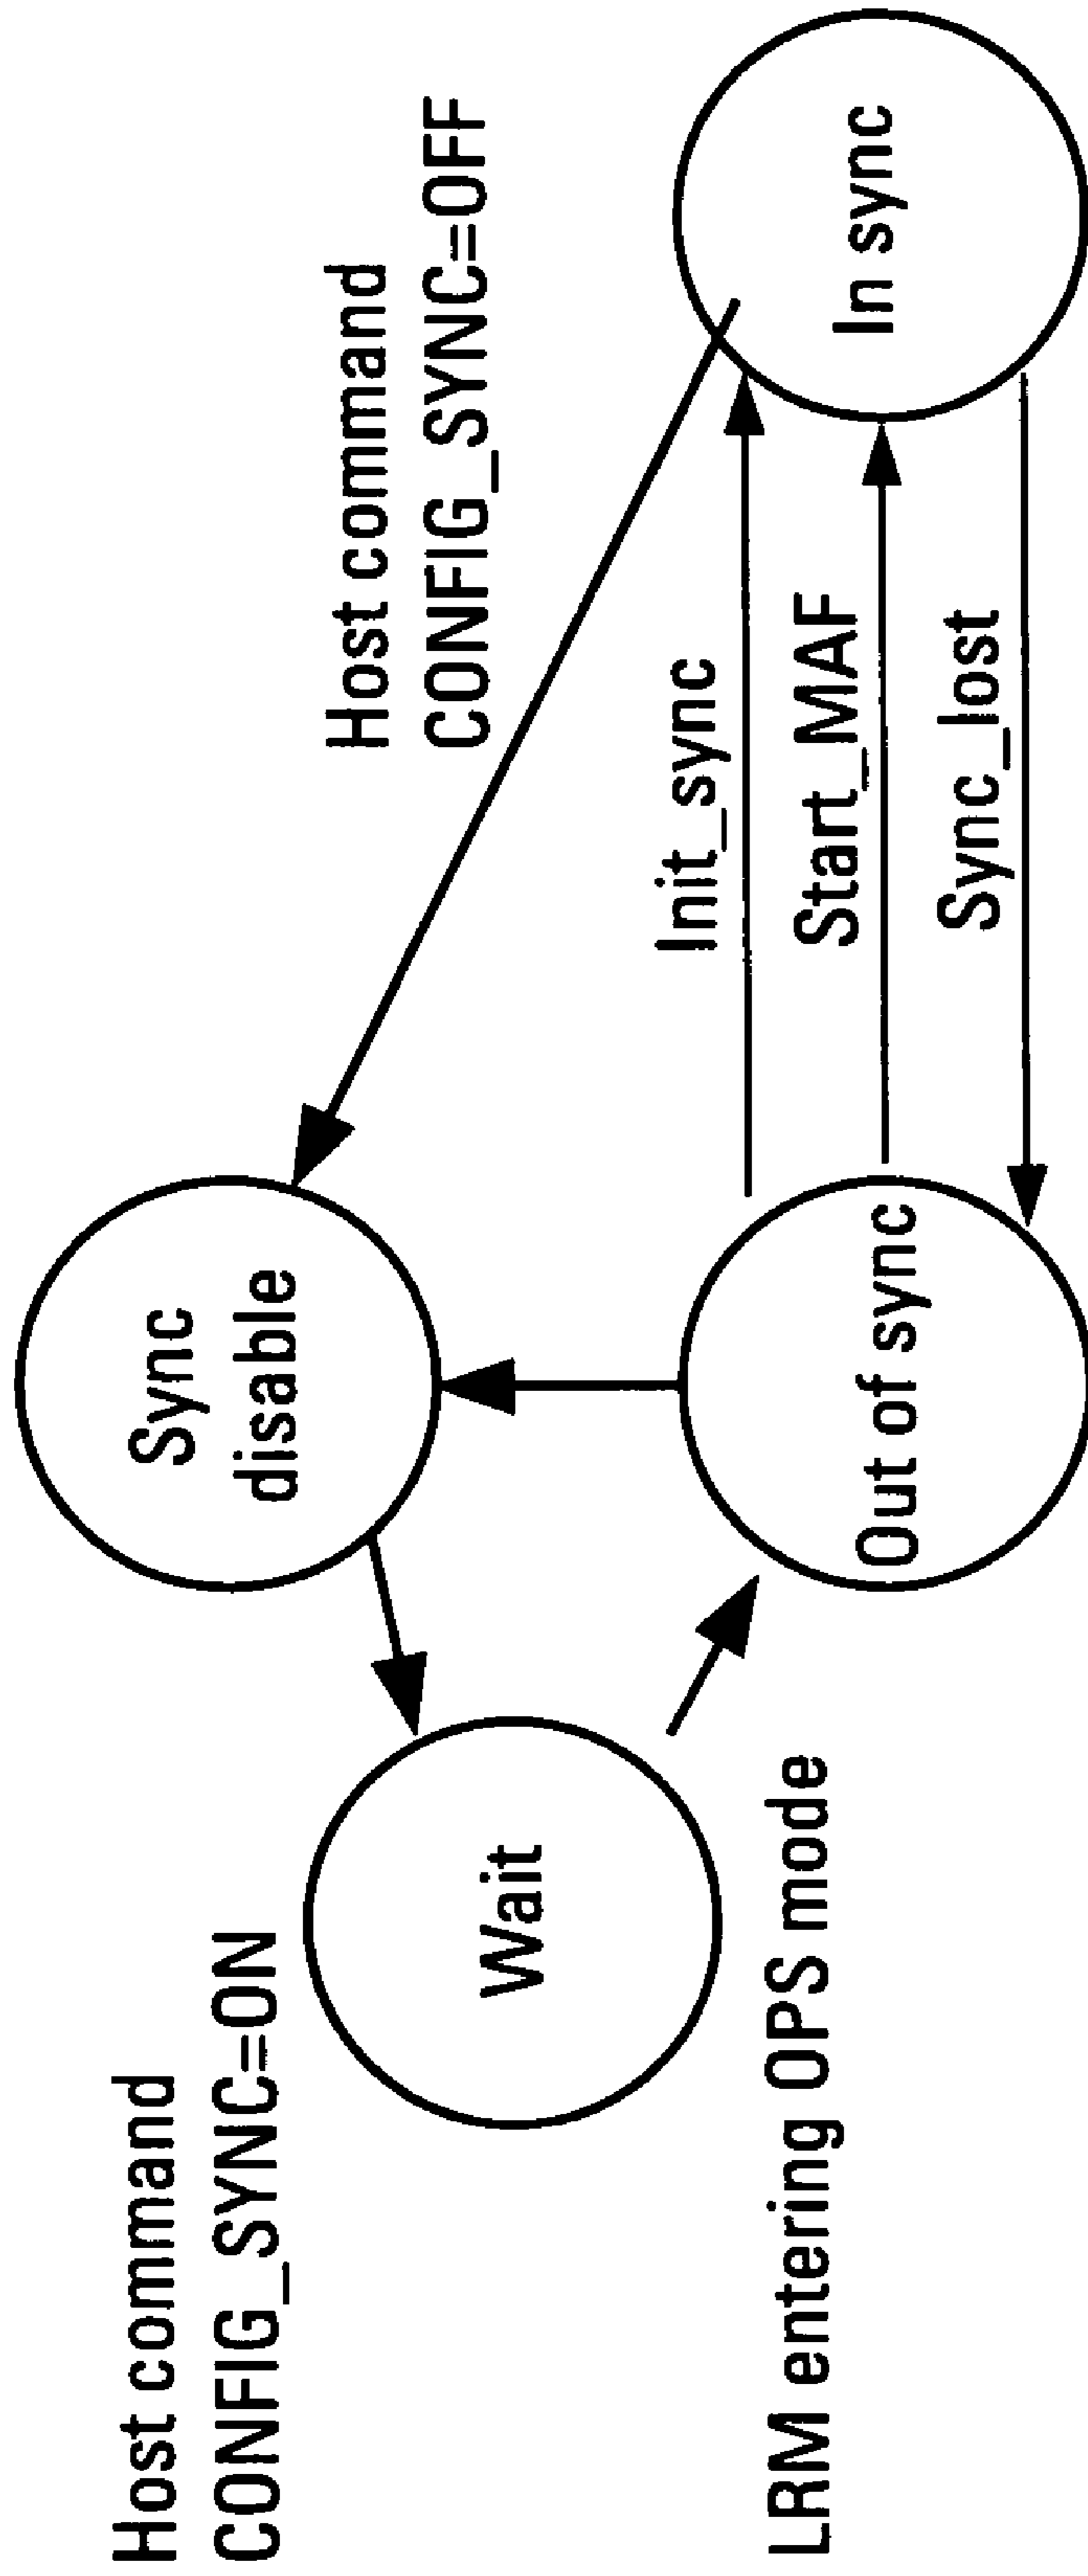 Host command
CONFIG_SYNC=ON
Wait
LRM entering OPS mode
Sync
disable
Out of sync
Host command
CONFIG_SYNC=OFF
Init_sync
Start_MAF
Sync_lost
In sync